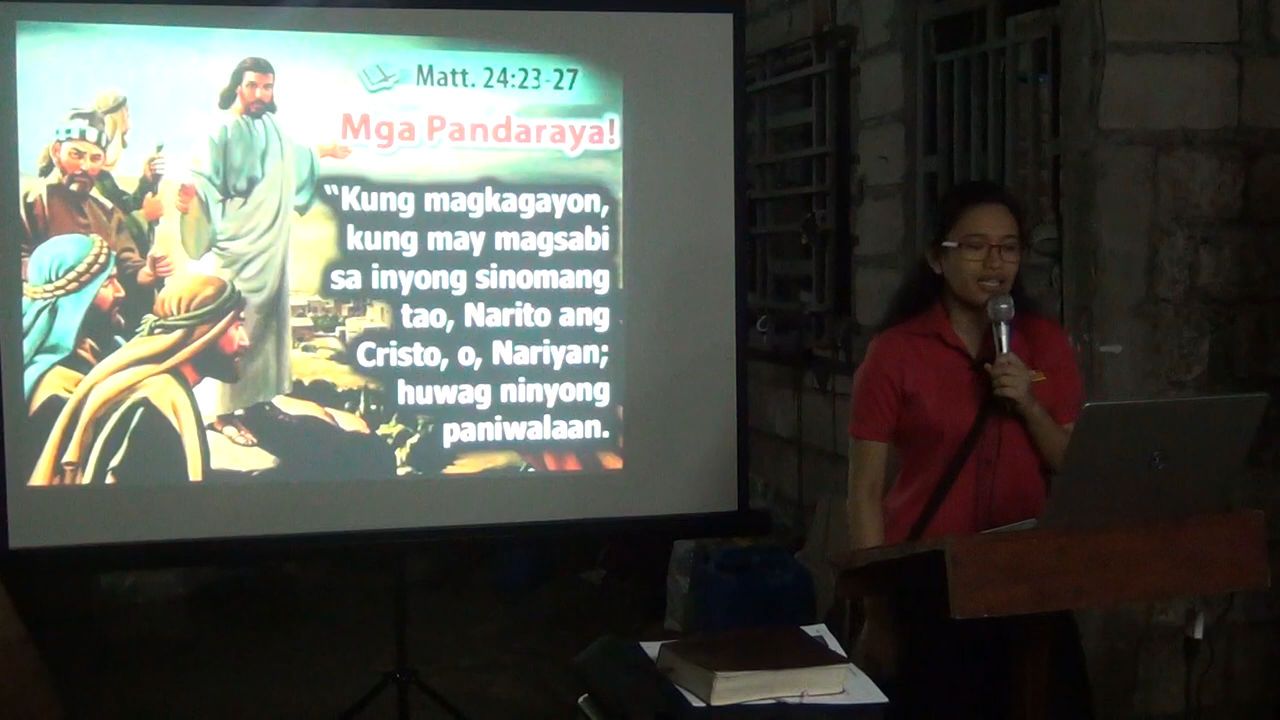 Matt. 24:23-27
Mga Pandaraya!
“Kung magkagayon,
kung may magsabi
sa inyong sinomang
tao, Narito ang
Cristo, o, Nariyan;
huwag ninyong
paniwalaan.